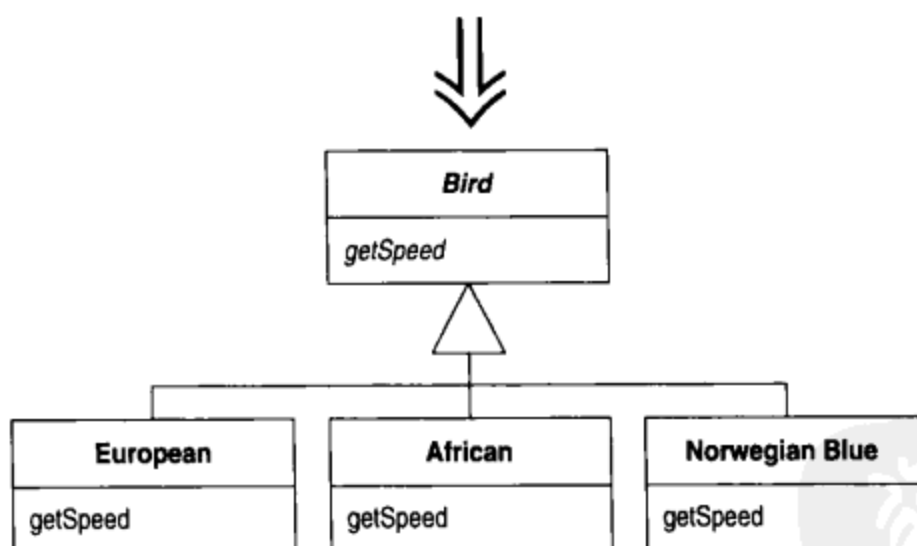 Bird
getSpeed
European
African
Norwegian Blue
getSpeed
getSpeed
getSpeed